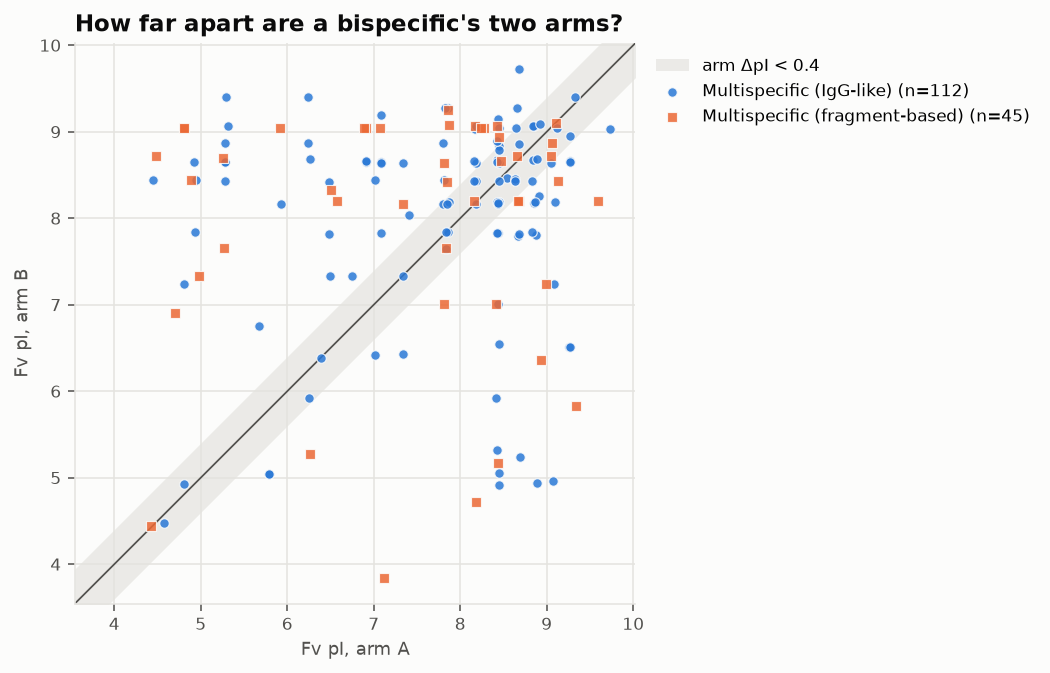 How far apart are a bispecific's two arms?
10
9
8
7
6
5
4
Fv pI, arm B
4 5 6 7 8 9 10
Fv pI, arm A
arm ΔpI < 0.4
Multispecific (IgG-like) (n=112)
Multispecific (fragment-based) (n=45)